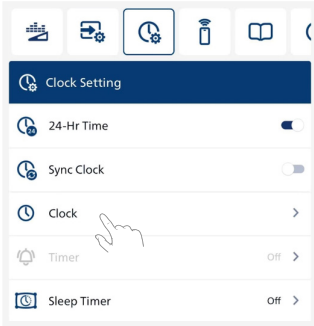 Clock Setting
24-Hr Time
Sync Clock
Clock
Timer Off
Sleep Timer Off